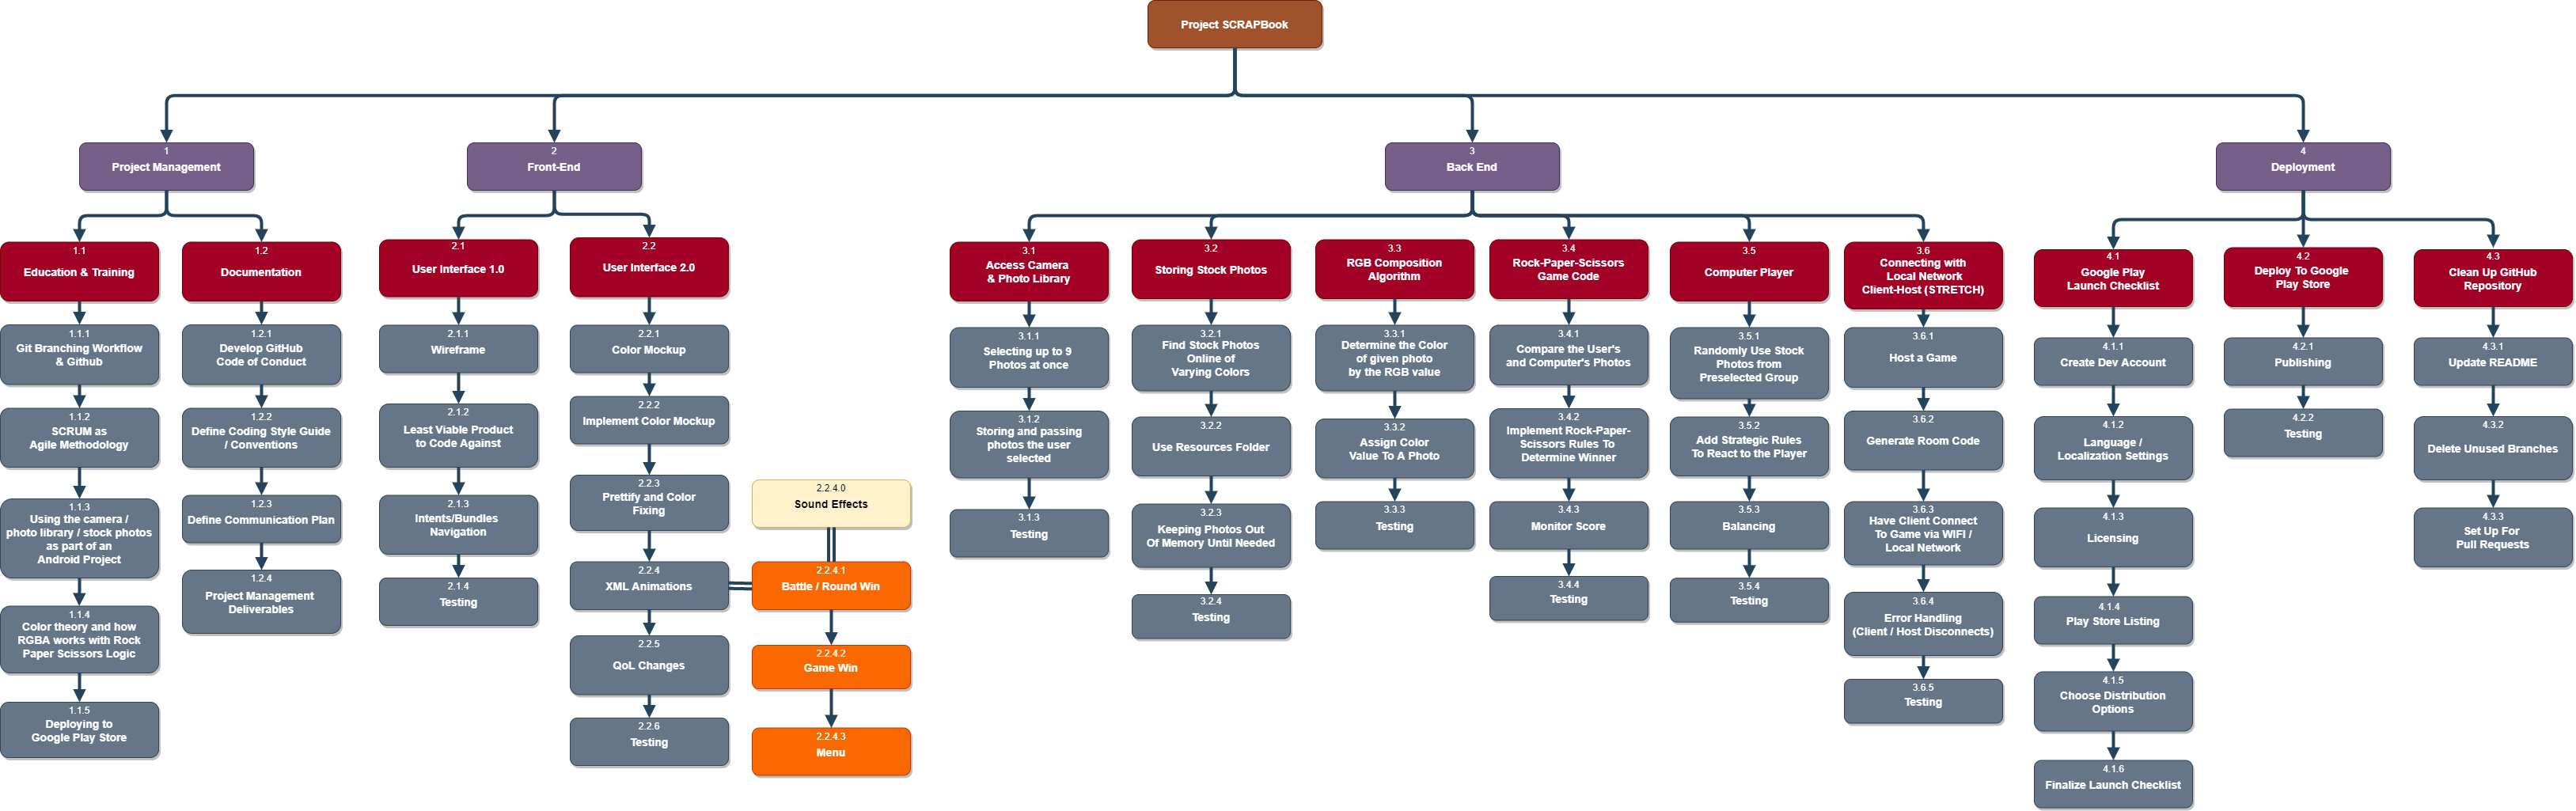 Project SCRAPBook
1
Project Management
2
Front-End
3
Back End
4
Deployment
1.1
Education & Training
1.1.1
Git Branching Workflow
& Github
1.1.2
SCRUM as
Agile Methodology
1.1.3
Using the camera /
photo library / stock photos
as part of an
Android Project
1.1.4
Color theory and how
RGBA works with Rock
Paper Scissors Logic
1.1.5
Deploying to
Google Play Store
1.2
Documentation
1.2.1
Develop GitHub
Code of Conduct
1.2.2
Define Coding Style Guide
/ Conventions
1.2.3
Define Communication Plan
1.2.4
Project Management
Deliverables
2.1
User Interface 1.0
2.1.1
Wireframe
2.1.2
Least Viable Product
to Code Against
2.1.3
Intents/Bundles
Navigation
2.1.4
Testing
2.2
User Interface 2.0
2.2.1
Color Mockup
2.2.2
Implement Color Mockup
2.2.3
Prettify and Color
Fixing
2.2.4
XML Animations
2.2.5
QoL Changes
2.2.6
Testing
2.2.4.0
Sound Effects
2.2.4.1
Battle / Round Win
2.2.4.2
Game Win
2.2.4.3
Menu
3.1
Access Camera
& Photo Library
3.1.1
Selecting up to 9
Photos at once
3.1.2
Storing and passing
photos the user
selected
3.1.3
Testing
3.2
Storing Stock Photos
3.2.1
Find Stock Photos
Online of
Varying Colors
3.2.2
Use Resources Folder
3.2.3
Keeping Photos Out
Of Memory Until Needed
3.2.4
Testing
3.3
RGB Composition
Algorithm
3.3.1
Determine the Color
of given photo
by the RGB value
3.3.2
Assign Color
Value To A Photo
3.3.3
Testing
3.4
Rock-Paper-Scissors
Game Code
3.4.1
Compare the User's
and Computer's Photos
3.4.2
Implement Rock-Paper-
Scissors Rules To
Determine Winner
3.4.3
Monitor Score
3.4.4
Testing
3.5
Computer Player
3.5.1
Randomly Use Stock
Photos from
Preselected Group
3.5.2
Add Strategic Rules
To React to the Player
3.5.3
Balancing
3.5.4
Testing
3.6
Connecting with
Local Network
Client-Host (STRETCH)
3.6.1
Host a Game
3.6.2
Generate Room Code
3.6.3
Have Client Connect
To Game via WIFI /
Local Network
3.6.4
Error Handling
(Client / Host Disconnects)
3.6.5
Testing
4.1
Google Play
Launch Checklist
4.1.1
Create Dev Account
4.1.2
Language /
Localization Settings
4.1.3
Licensing
4.1.4
Play Store Listing
4.1.5
Choose Distribution
Options
4.1.6
Finalize Launch Checklist
4.2
Deploy To Google
Play Store
4.2.1
Publishing
4.2.2
Testing
4.3
Clean Up GitHub
Repository
4.3.1
Update README
4.3.2
Delete Unused Branches
4.3.3
Set Up For
Pull Requests